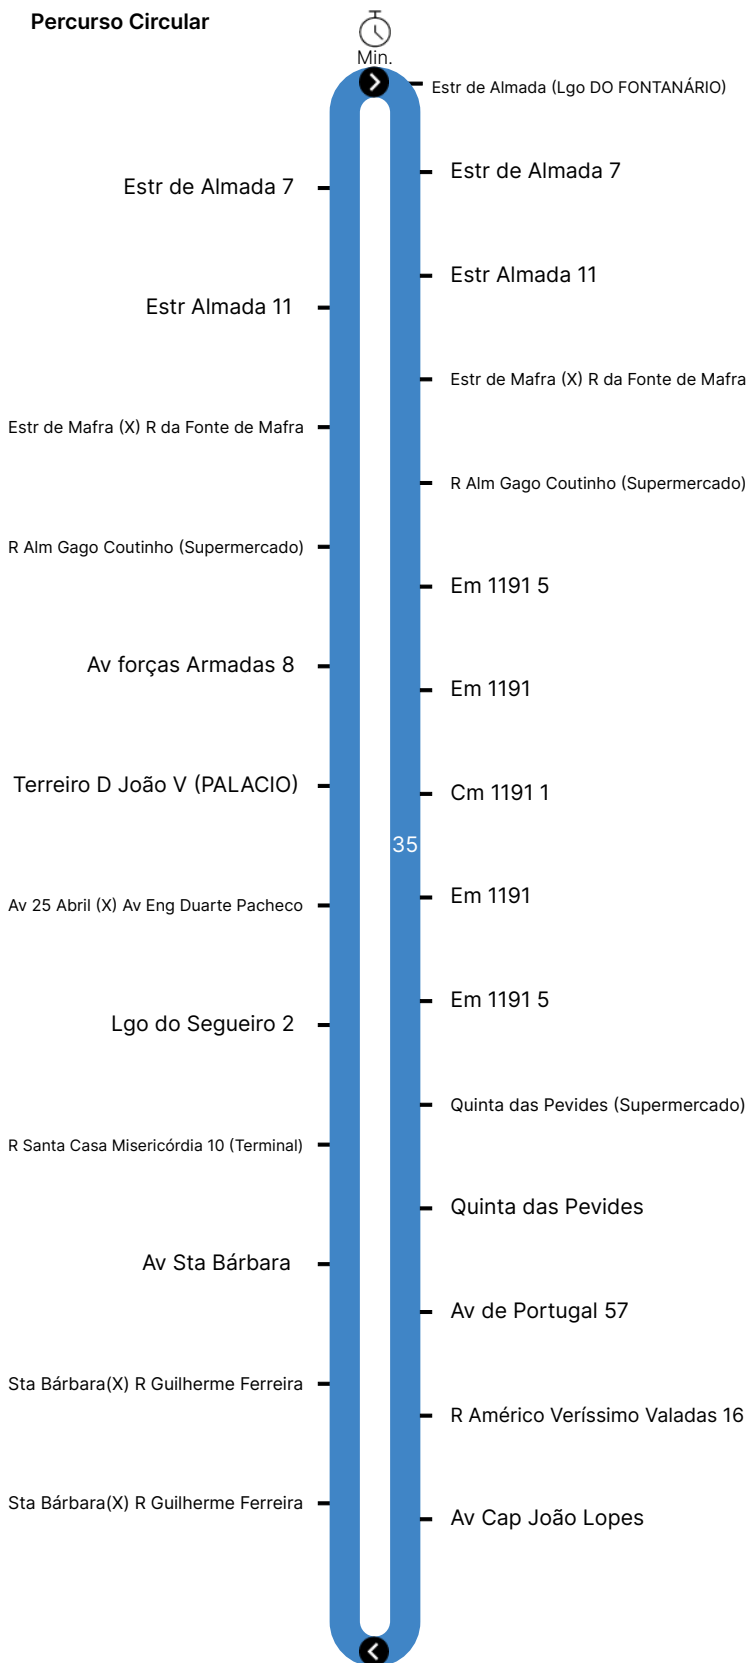 Percurso Circular
Min.
Estr de Almada (Lgo DO FONTANÁRIO)
Estr de Almada 7
Estr Almada 11
Estr de Mafra (X) R da Fonte de Mafra
R Alm Gago Coutinho (Supermercado)
Em 1191 5
Em 1191
Cm 1191 1
35
Em 1191
Em 1191 5
Quinta das Pevides (Supermercado)
Quinta das Pevides
Av de Portugal 57
R Américo Veríssimo Valadas 16
Av Cap João Lopes
Estr de Almada 7
Estr Almada 11
Estr de Mafra (X) R da Fonte de Mafra
R Alm Gago Coutinho (Supermercado)
Av forças Armadas 8
Terreiro D João V (PALACIO)
Av 25 Abril (X) Av Eng Duarte Pacheco
Lgo do Segueiro 2
R Santa Casa Misericórdia 10 (Terminal)
Av Sta Bárbara
Sta Bárbara(X) R Guilherme Ferreira
Sta Bárbara(X) R Guilherme Ferreira